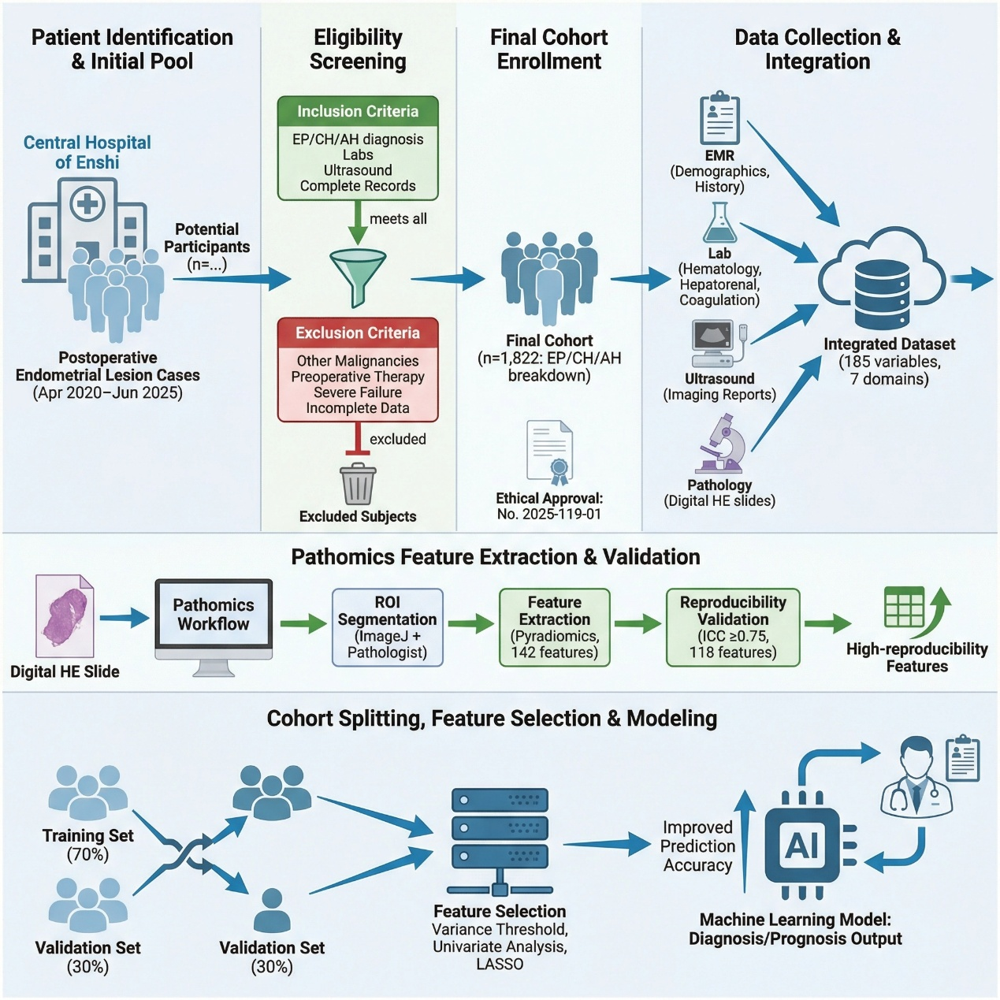 Patient Identification
& Initial Pool
Central Hospital
of Enshi
Potential
Participants
(n=...)
Postoperative
Endometrial Lesion Cases
(Apr 2020–Jun 2025)
Eligibility
Screening
Inclusion Criteria
EP/CH/AH diagnosis
Labs
Ultrasound
Complete Records
meets all
Exclusion Criteria
Other Malignancies
Preoperative Therapy
Severe Failure
Incomplete Data
excluded
Excluded Subjects
Final Cohort
Enrollment
Final Cohort
(n=1,822: EP/CH/AH
breakdown)
Ethical Approval:
No. 2025-119-01
Data Collection &
Integration
EMR
(Demographics,
History)
Lab
(Hematology,
Hepatorenal,
Coagulation)
Ultrasound
(Imaging Reports)
Pathology
(Digital HE slides)
Integrated Dataset
(185 variables,
7 domains)
Pathomics Feature Extraction & Validation
Digital HE Slide
Pathomics
Workflow
ROI
Segmentation
(ImageJ +
Pathologist)
Feature
Extraction
(Pyradiomics,
142 features)
Reproducibility
Validation
(ICC ≥0.75,
118 features)
High-reproducibility
Features
Cohort Splitting, Feature Selection & Modeling
Training Set
(70%)
Validation Set
(30%)
Validation Set
(30%)
Feature Selection
Variance Threshold,
Univariate Analysis,
LASSO
Improved
Prediction
Accuracy
AI
Machine Learning Model:
Diagnosis/Prognosis Output